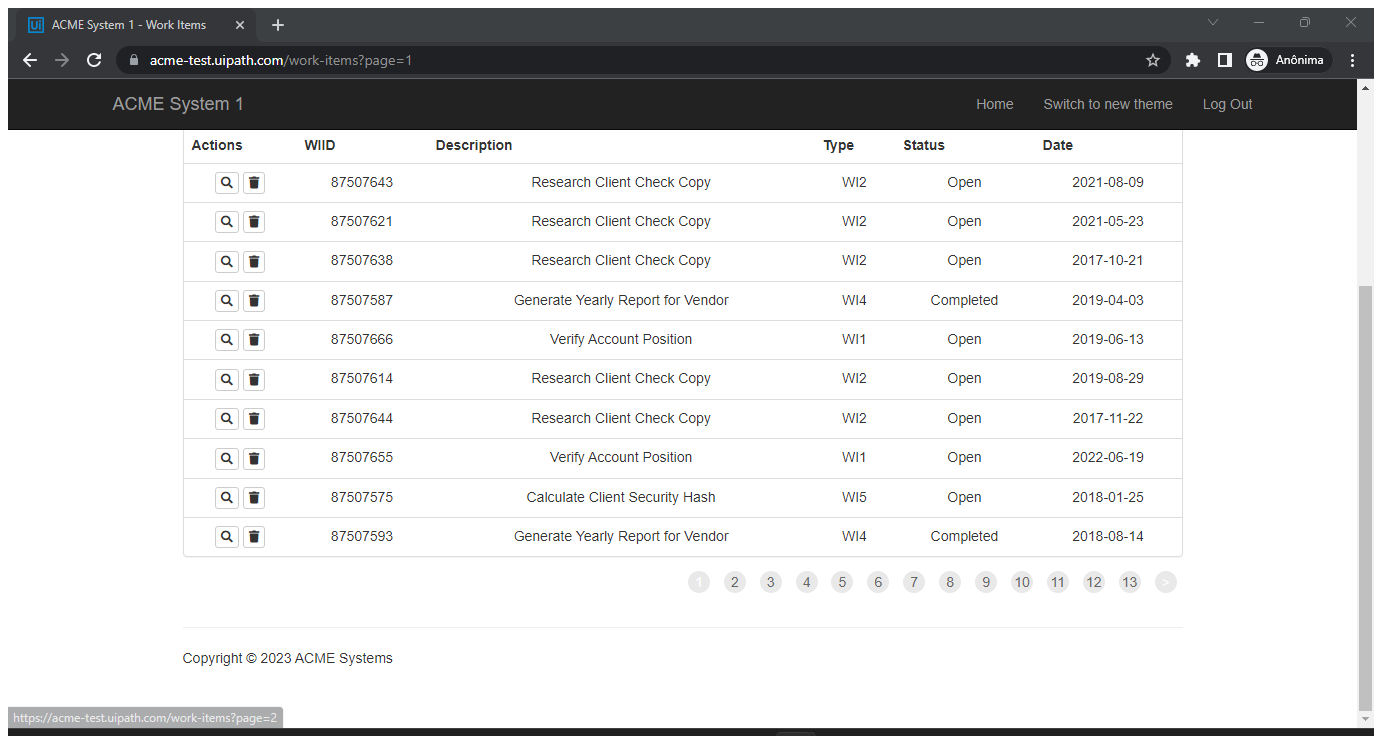 ACME System 1 - Work Items
acme-test.uipath.com/work-items?page=1
Anônima
ACME System 1 Home Switch to new theme Log Out
Actions WIID Description Type Status Date
87507643 Research Client Check Copy WI2 Open 2021-08-09
87507621 Research Client Check Copy WI2 Open 2021-05-23
87507638 Research Client Check Copy WI2 Open 2017-10-21
87507587 Generate Yearly Report for Vendor WI4 Completed 2019-04-03
87507666 Verify Account Position WI1 Open 2019-06-13
87507614 Research Client Check Copy WI2 Open 2019-08-29
87507644 Research Client Check Copy WI2 Open 2017-11-22
87507655 Verify Account Position WI1 Open 2022-06-19
87507575 Calculate Client Security Hash WI5 Open 2018-01-25
87507593 Generate Yearly Report for Vendor WI4 Completed 2018-08-14
1 2 3 4 5 6 7 8 9 10 11 12 13 >
Copyright © 2023 ACME Systems
https://acme-test.uipath.com/work-items?page=2